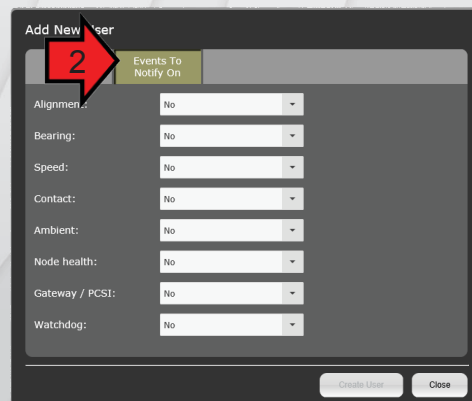 Add New User
2
Events To
Notify On
Alignment:
No
Bearing:
No
Speed:
No
Contact:
No
Ambient:
No
Node health:
No
Gateway / PCSI:
No
Watchdog:
No
Create User
Close